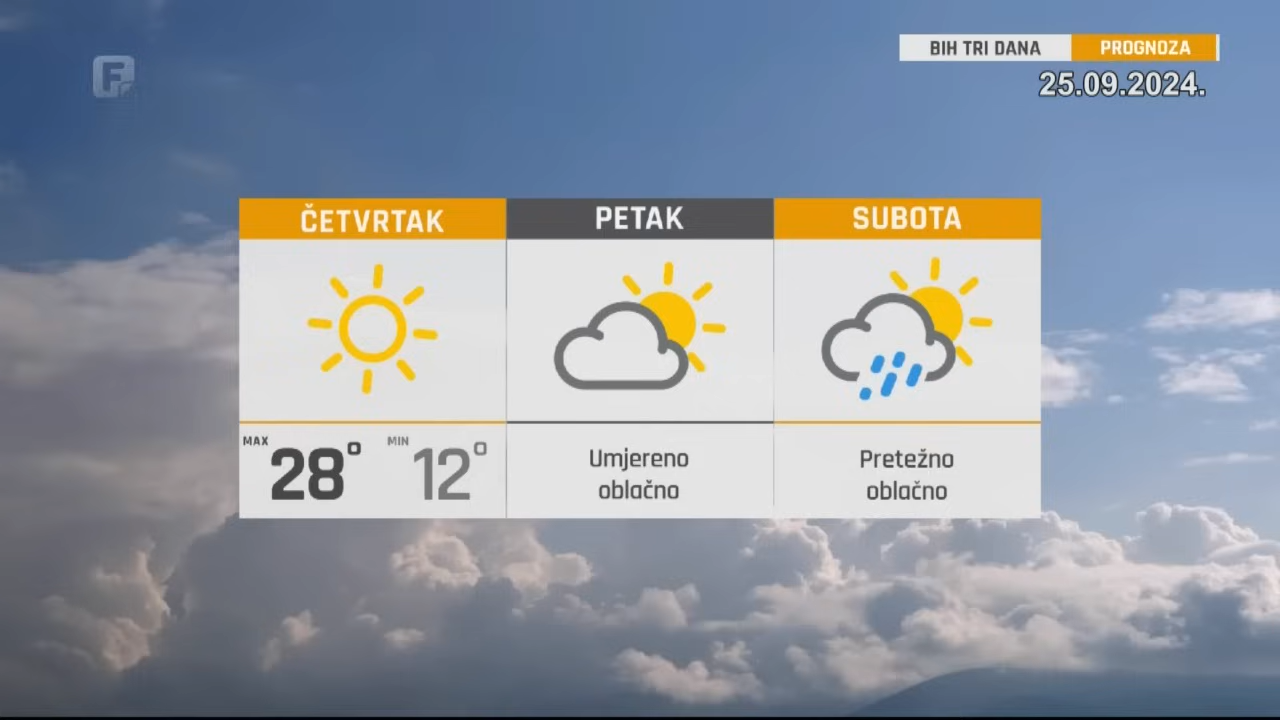 F
BIH TRI DANA PROGNOZA
25.09.2024.
ČETVRTAK PETAK SUBOTA
MAX 28° MIN 12°
Umjereno
oblačno
Pretežno
oblačno